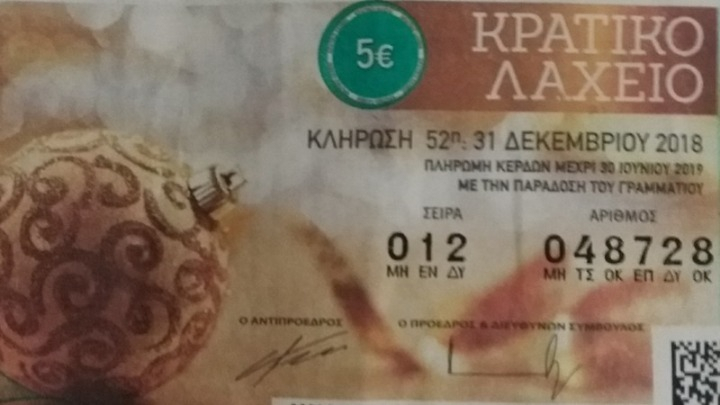 5€
ΚΡΑΤΙΚΟ
ΛΑΧΕΙΟ
ΚΛΗΡΩΣΗ 52η: 31 ΔΕΚΕΜΒΡΙΟΥ 2018
ΠΛΗΡΩΜΗ ΚΕΡΔΩΝ ΜΕΧΡΙ 30 ΙΟΥΝΙΟΥ 2019
ΜΕ ΤΗΝ ΠΑΡΑΔΟΣΗ ΤΟΥ ΓΡΑΜΜΑΤΙΟΥ
ΣΕΙΡΑ ΑΡΙΘΜΟΣ
012 048728
ΜΗ ΕΝ ΔΥ ΜΗ ΤΣ ΟΚ ΕΠ ΔΥ ΟΚ
Ο ΑΝΤΙΠΡΟΕΔΡΟΣ Ο ΠΡΟΕΔΡΟΣ & ΔΙΕΥΘΥΝΩΝ ΣΥΜΒΟΥΛΟΣ